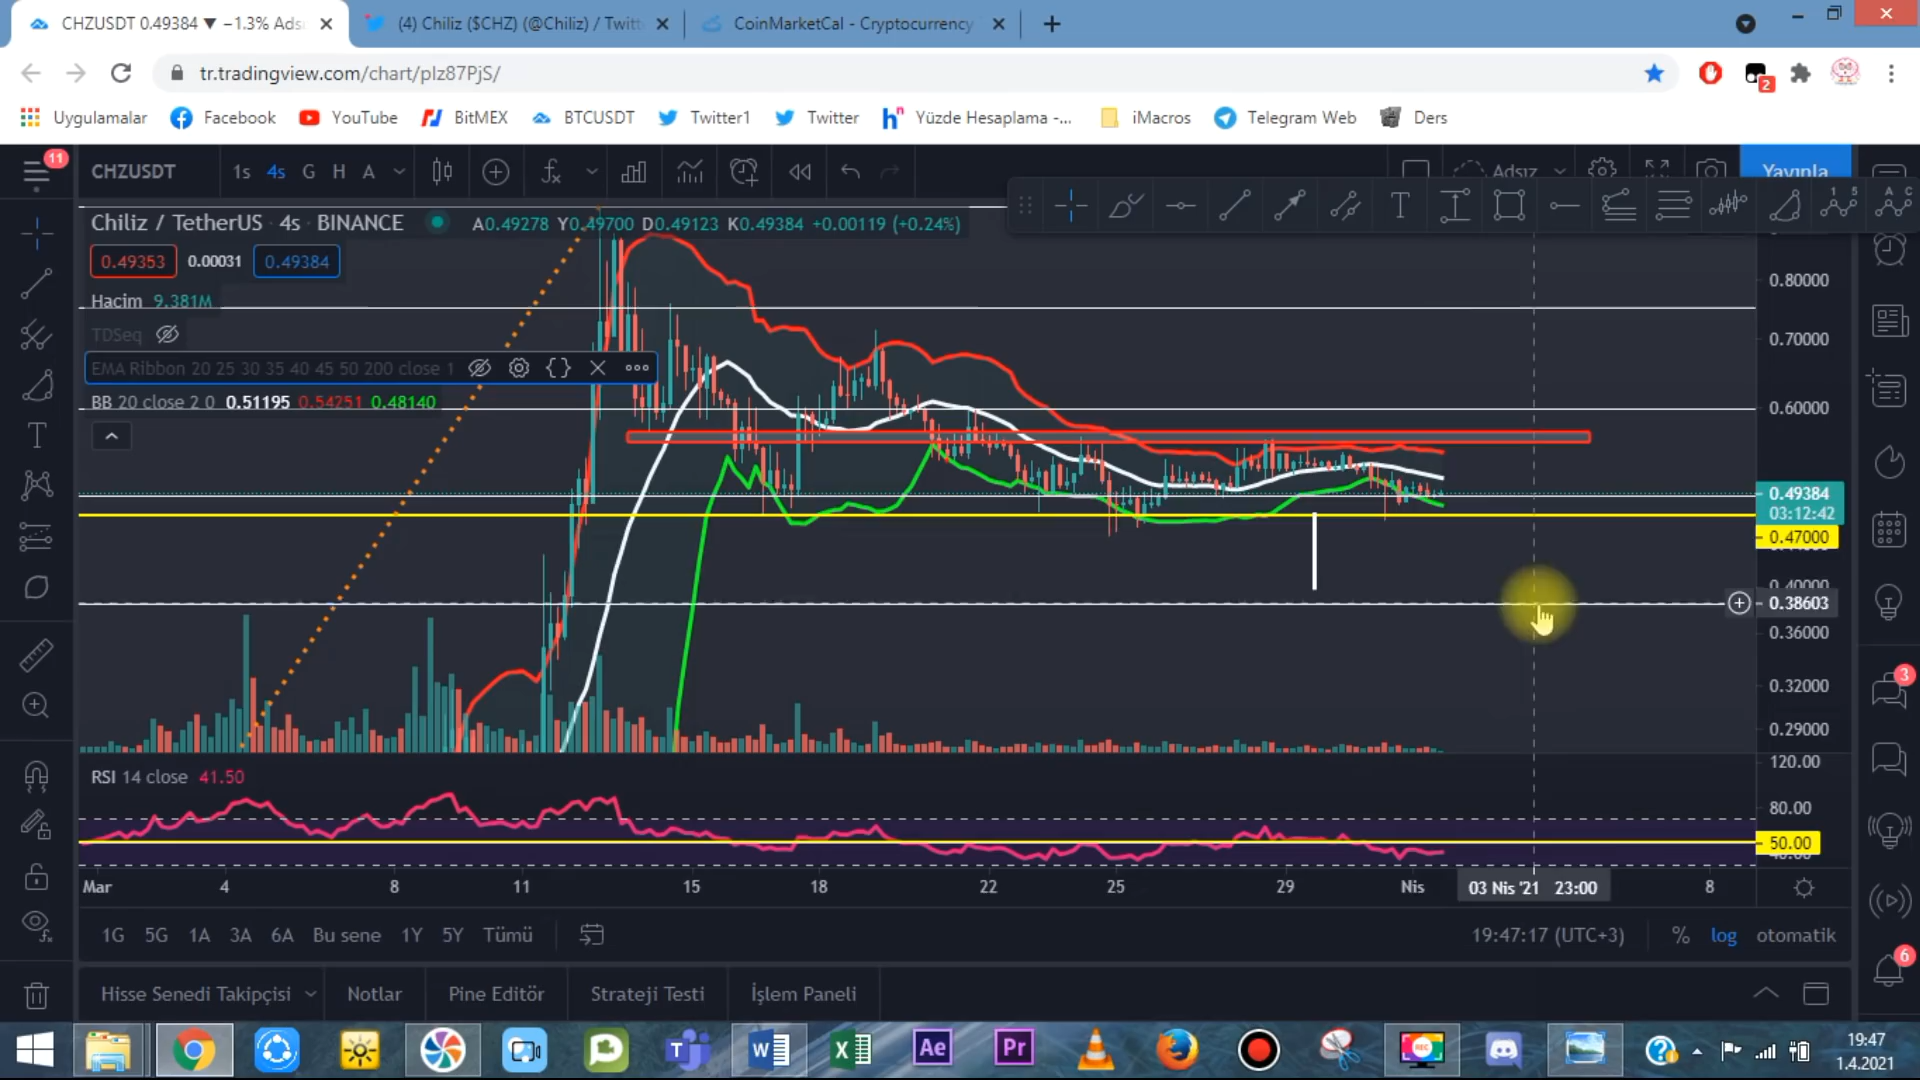 CHZUSDT 0.49384 ▼ −1.3% Ads
(4) Chiliz ($CHZ) (@Chiliz) / Twitt
CoinMarketCal - Cryptocurrency
tr.tradingview.com/chart/plz87PjS/
2
Uygulamalar
Facebook
YouTube
BitMEX
BTCUSDT
Twitter1
Twitter
Yüzde Hesaplama -...
iMacros
Telegram Web
Ders
11
CHZUSDT
1s 4s G H A
Adsız
Yayınla
Chiliz / TetherUS 4s · BINANCE
A0.49278 Y0.49700 D0.49123 K0.49384 +0.00119 (+0.24%)
0.49353 0.00031 0.49384
Hacim 9.381M
TDSeq
EMA Ribbon 20 25 30 35 40 45 50 200 close 1
BB 20 close 2 0 0.51195 0.54251 0.48140
0.80000
0.70000
0.60000
0.49384
03:12:42
0.47000
0.40000
0.38603
0.36000
0.32000
0.29000
120.00
RSI 14 close 41.50
80.00
50.00
Mar 4 8 11 15 18 22 25 29 Nis 03 Nis '21 23:00 8
1G 5G 1A 3A 6A Bu sene 1Y 5Y Tümü
19:47:17 (UTC+3) % log otomatik
Hisse Senedi Takipçisi
Notlar
Pine Editör
Strateji Testi
İşlem Paneli
3
6
Ae
Pr
REC
19:47
1.4.2021